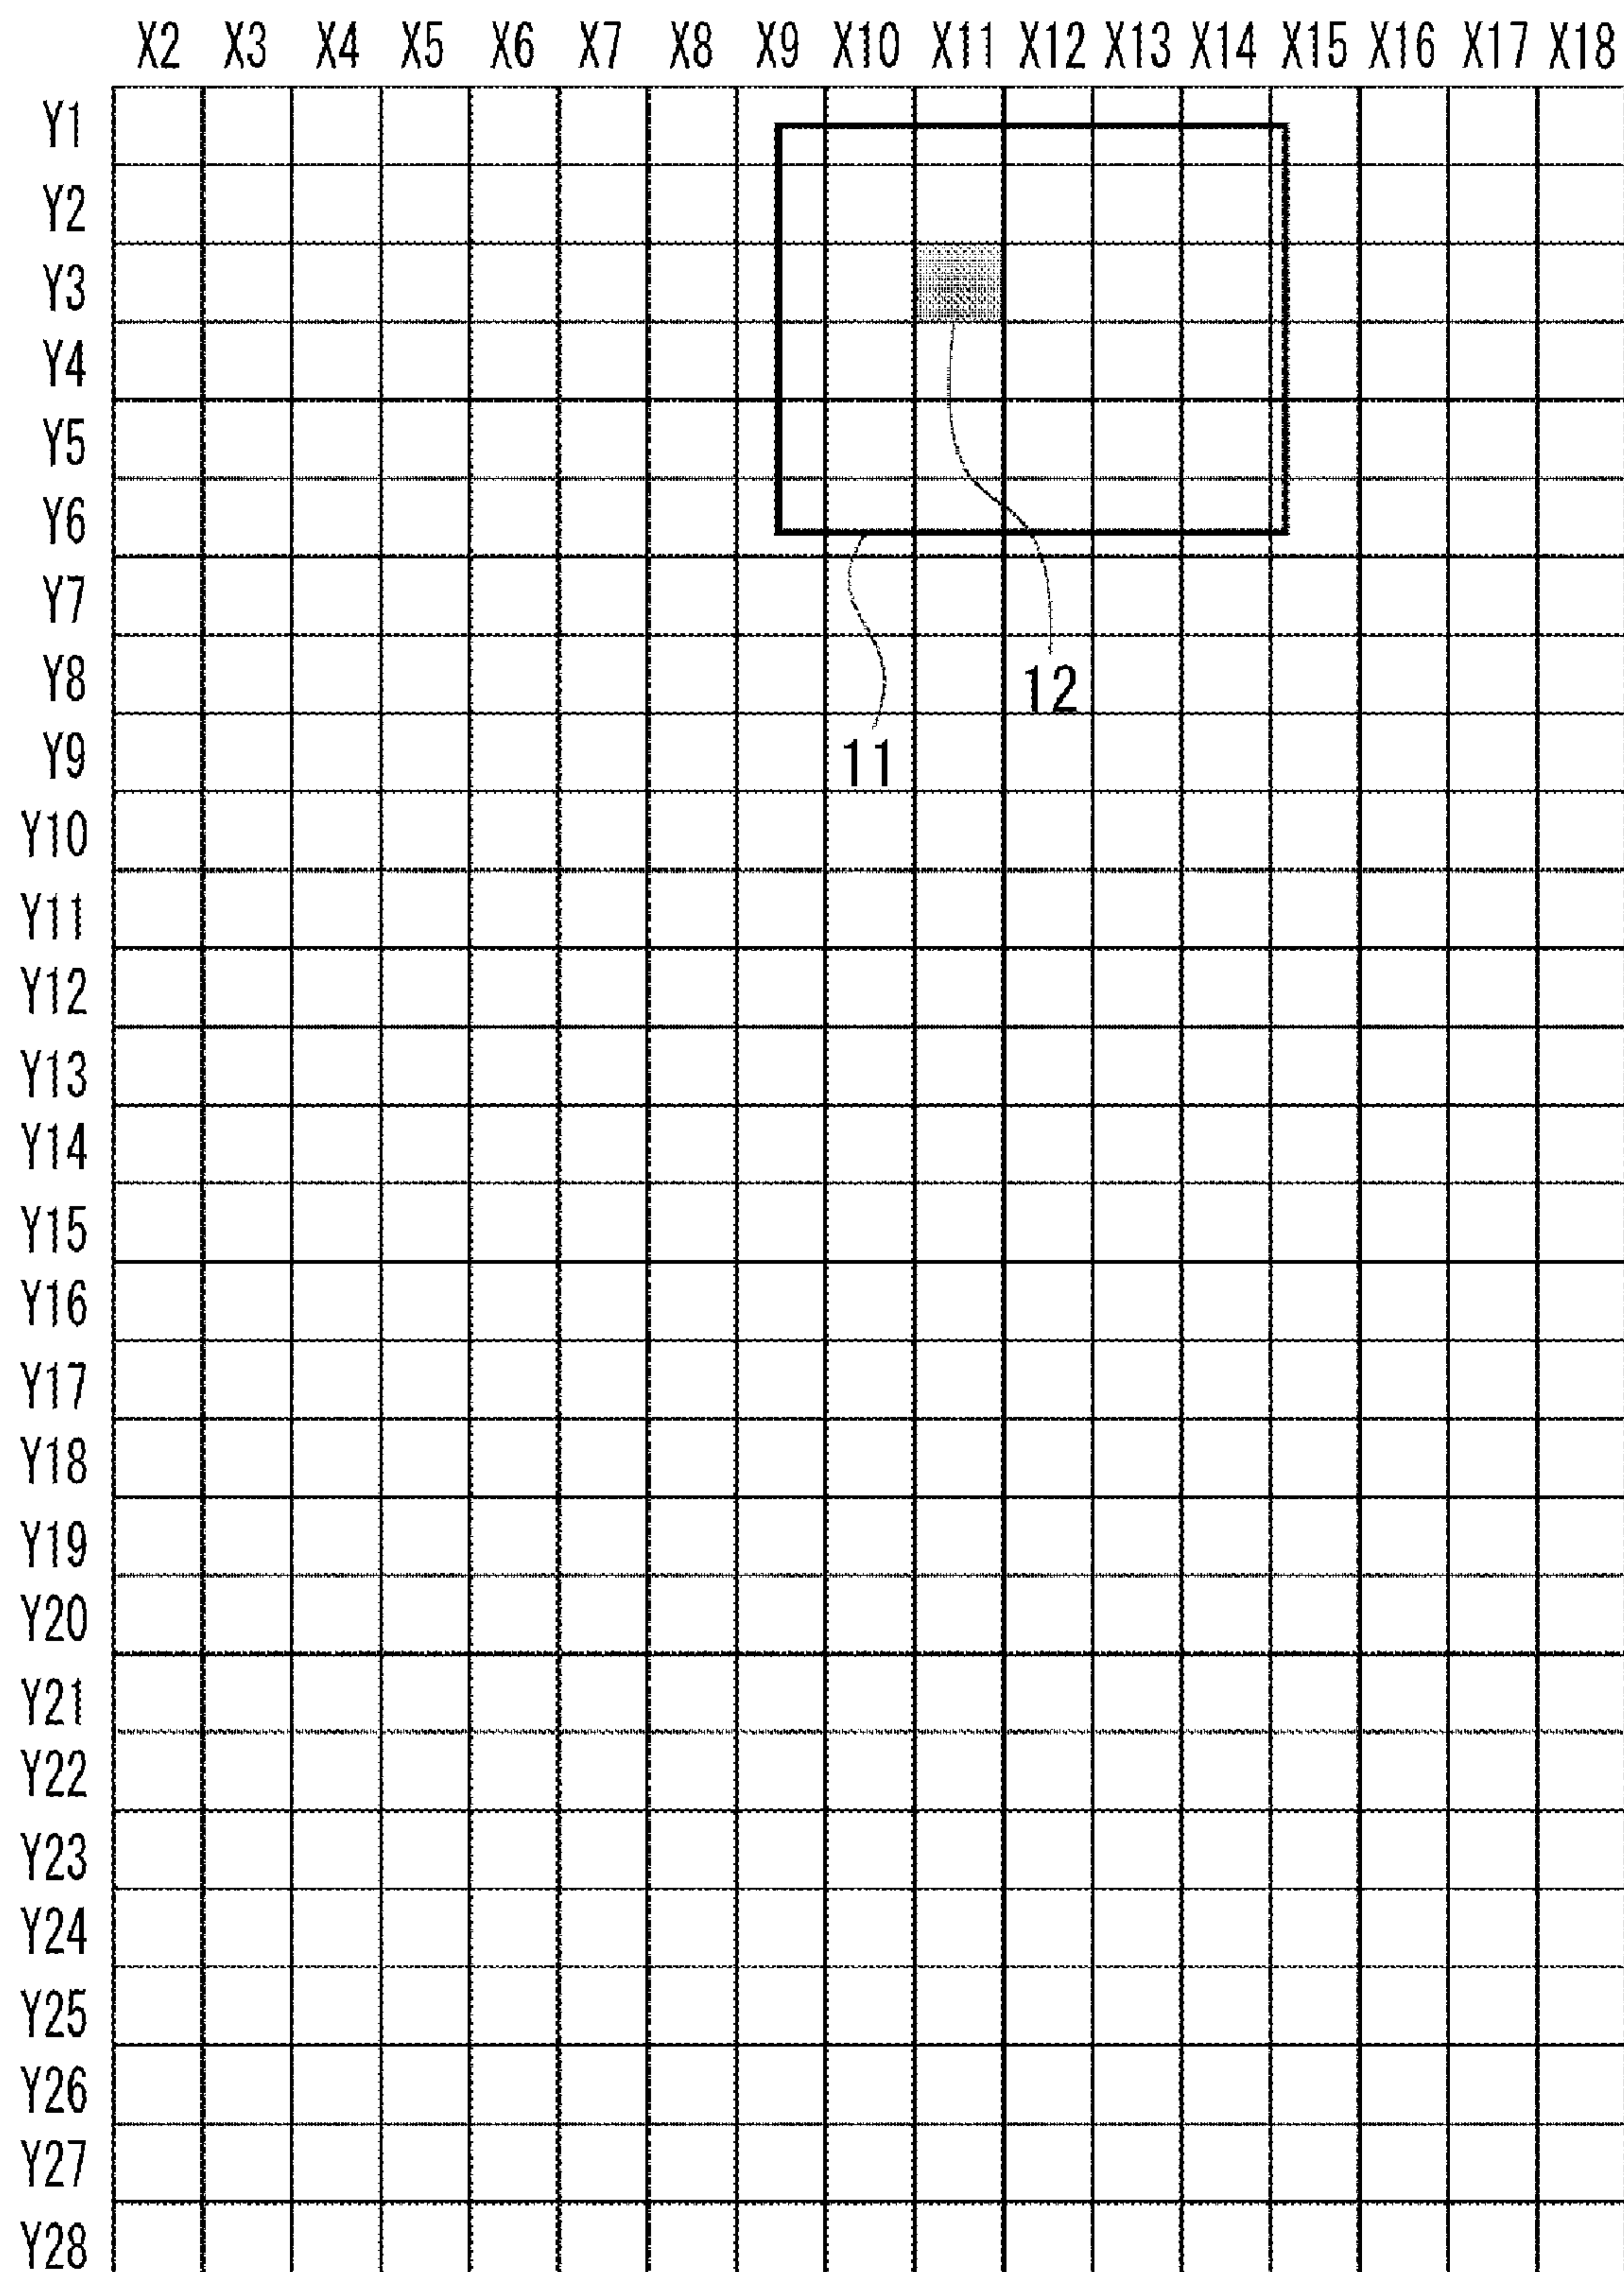 X2 X3 X4 X5 X6 X7 X8 X9 X10 X11 X12 X13 X14 X15 X16 X17 X18
Y1
Y2
Y3
Y4
Y5
Y6
Y7
Y8
12
Y9
11
Y10
Y11
Y12
Y13
Y14
Y15
Y16
Y17
Y18
Y19
Y20
Y21
Y22
Y23
Y24
Y25
Y26
Y27
Y28